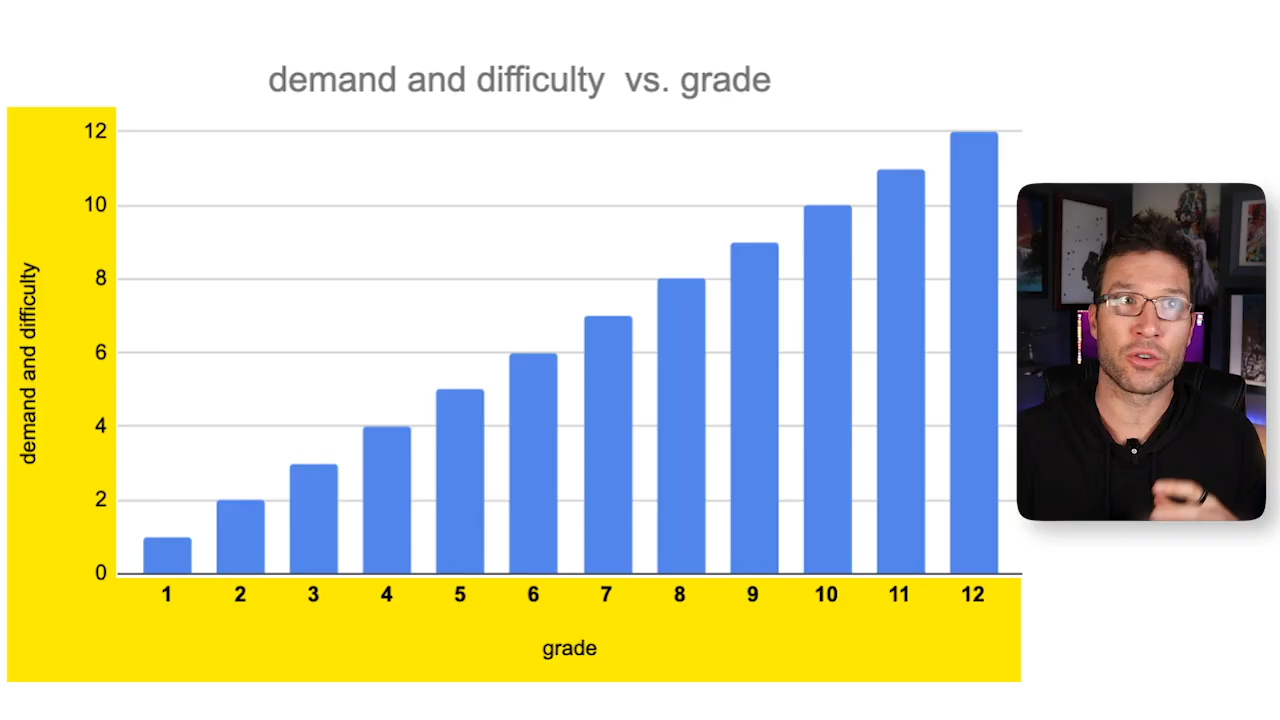 demand and difficulty  vs. grade
demand and difficulty
12
10
8
6
4
2
0
1 2 3 4 5 6 7 8 9 10 11 12
grade